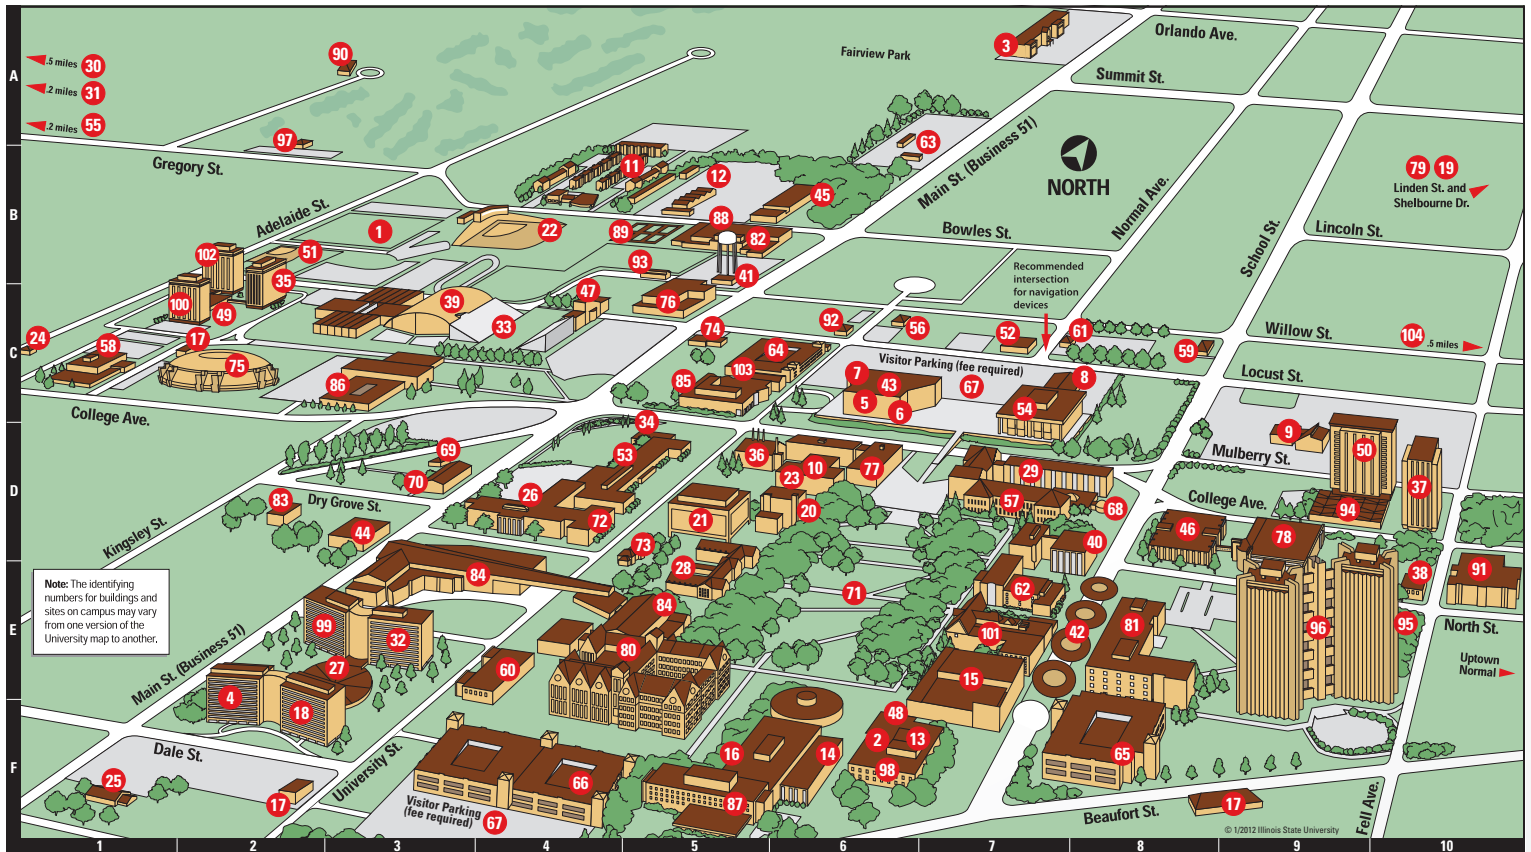 A
B
C
D
E
F
1
2
3
4
5
6
7
8
9
10
.5 miles 30
.2 miles 31
.2 miles 55
90
97
3
Fairview Park
Orlando Ave.
Summit St.
Gregory St.
Adelaide St.
11
12
63
45
Main St. (Business 51)
NORTH
Normal Ave.
School St.
79 19
Linden St. and
Shelbourne Dr.
Lincoln St.
Bowles St.
1
22
89
88
82
93
41
102
51
35
100
49
39
33
47
76
Recommended
intersection
for navigation
devices
24
58
17
75
86
74
64
103
85
92
56
52
61
59
Willow St.
104 .5 miles
Visitor Parking (fee required)
67
7
43
5
6
8
54
Locust St.
College Ave.
34
53
69
70
36
10
23
77
29
57
68
9
50
37
Mulberry St.
College Ave.
94
83
Dry Grove St.
44
26
72
21
20
Kingsley St.
73
28
40
46
78
38
91
84
84
71
62
42
81
96
95
North St.
Note: The identifying
numbers for buildings and
sites on campus may vary
from one version of the
University map to another.
99
32
27
4
18
60
80
101
15
Uptown
Normal
Main St. (Business 51)
Dale St.
25
17
University St.
66
Visitor Parking
(fee required) 67
16
14
87
48
2
13
98
65
17
Beaufort St.
Fell Ave.
© 1/2012 Illinois State University